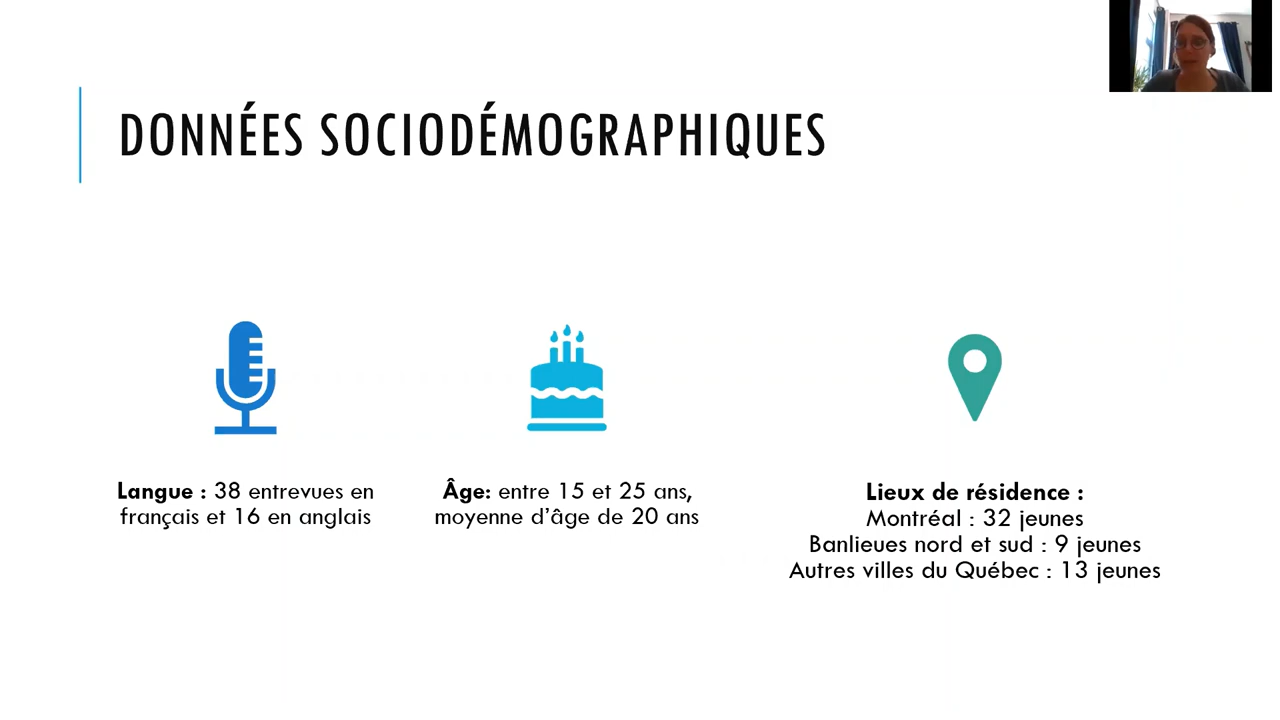 DONNÉES SOCIODÉMOGRAPHIQUES
Langue : 38 entrevues en
français et 16 en anglais
Âge: entre 15 et 25 ans,
moyenne d’âge de 20 ans
Lieux de résidence :
Montréal : 32 jeunes
Banlieues nord et sud : 9 jeunes
Autres villes du Québec : 13 jeunes